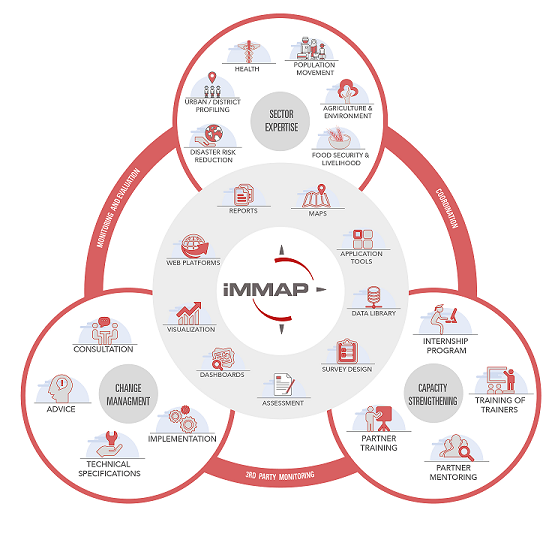 HEALTH
POPULATION
MOVEMENT
URBAN / DISTRICT
PROFILING
SECTOR
EXPERTISE
AGRICULTURE &
ENVIRONMENT
DISASTER RISK
REDUCTION
FOOD SECURITY &
LIVELIHOOD
MONITORING AND EVALUATION
COORDINATION
REPORTS
MAPS
WEB PLATFORMS
APPLICATION
TOOLS
iMMAP
VISUALIZATION
DATA LIBRARY
DASHBOARDS
SURVEY DESIGN
ASSESSMENT
CONSULTATION
ADVICE
CHANGE
MANAGMENT
IMPLEMENTATION
TECHNICAL
SPECIFICATIONS
INTERNSHIP
PROGRAM
CAPACITY
STRENGTHENING
TRAINING OF
TRAINERS
PARTNER
TRAINING
PARTNER
MENTORING
3RD PARTY MONITORING